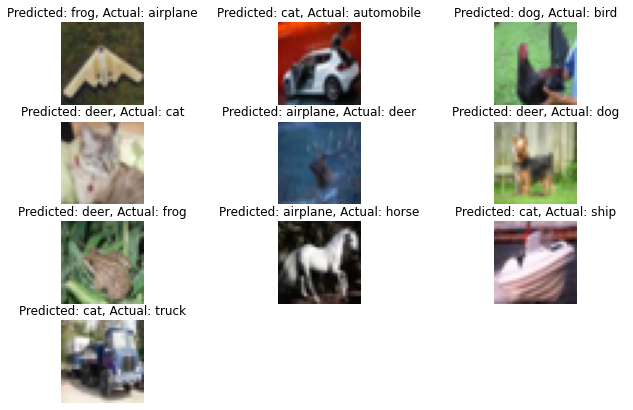 Predicted: frog, Actual: airplane
Predicted: cat, Actual: automobile
Predicted: dog, Actual: bird
Predicted: deer, Actual: cat
Predicted: airplane, Actual: deer
Predicted: deer, Actual: dog
Predicted: deer, Actual: frog
Predicted: airplane, Actual: horse
Predicted: cat, Actual: ship
Predicted: cat, Actual: truck